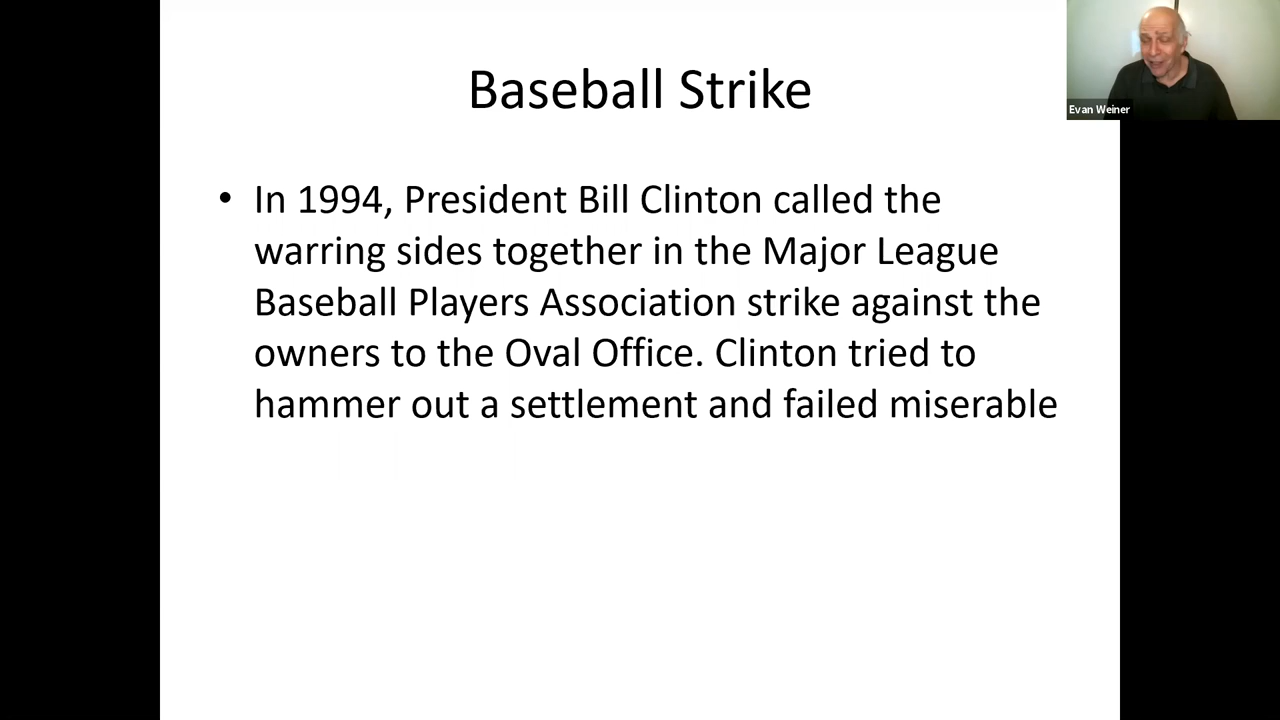 Baseball Strike
Evan Weiner
• In 1994, President Bill Clinton called the
warring sides together in the Major League
Baseball Players Association strike against the
owners to the Oval Office. Clinton tried to
hammer out a settlement and failed miserable